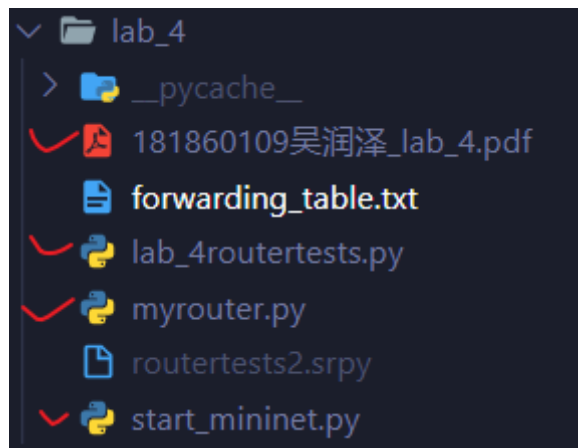 lab_4
__pycache__
181860109吴润泽_lab_4.pdf
forwarding_table.txt
lab_4routertests.py
myrouter.py
routertests2.srpy
start_mininet.py